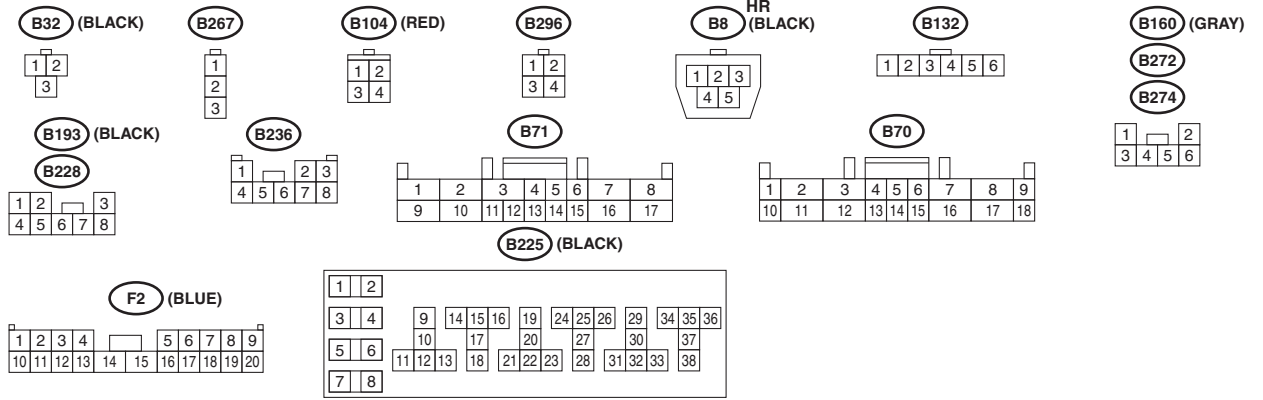 HR
B32 (BLACK) B267 B104 (RED) B296 B8 (BLACK) B132 B160 (GRAY)
B272
B274
1 2
3
1
2
3
1 2
3 4
1 2
3 4
1 2 3
4 5
1 2 3 4 5 6
1 2
3 4 5 6
B193 (BLACK) B236 B71 B70
B228
1 2 3
4 5 6 7 8
1 2 3
4 5 6 7 8
1 2 3 4 5 6 7 8
9 10 11 12 13 14 15 16 17
1 2 3 4 5 6 7 8 9
10 11 12 13 14 15 16 17 18
B225 (BLACK)
F2 (BLUE)
1 2 3 4 5 6 7 8 9
10 11 12 13 14 15 16 17 18 19 20
1 2
3 4
5 6
7 8
9 14 15 16 19 24 25 26 29 34 35 36
10 17 20 27 30 37
11 12 13 18 21 22 23 28 31 32 33 38